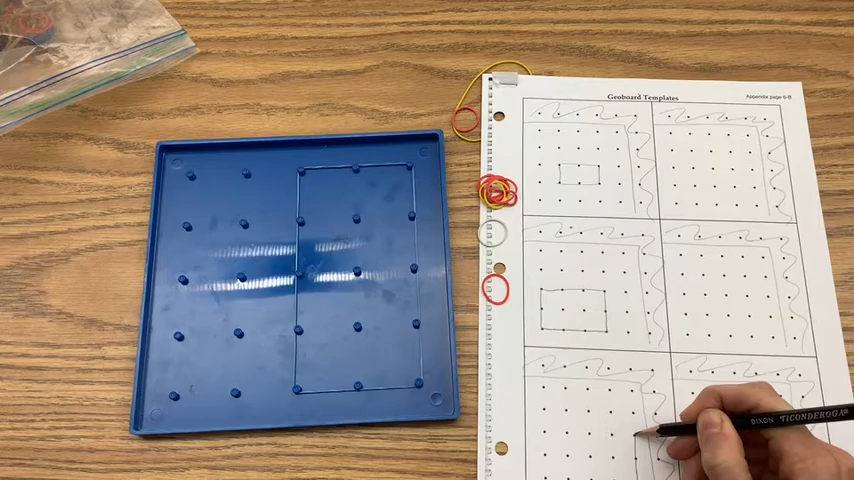 Geoboard Templates
Appendix page 6-B
DIXON TICONDEROGA